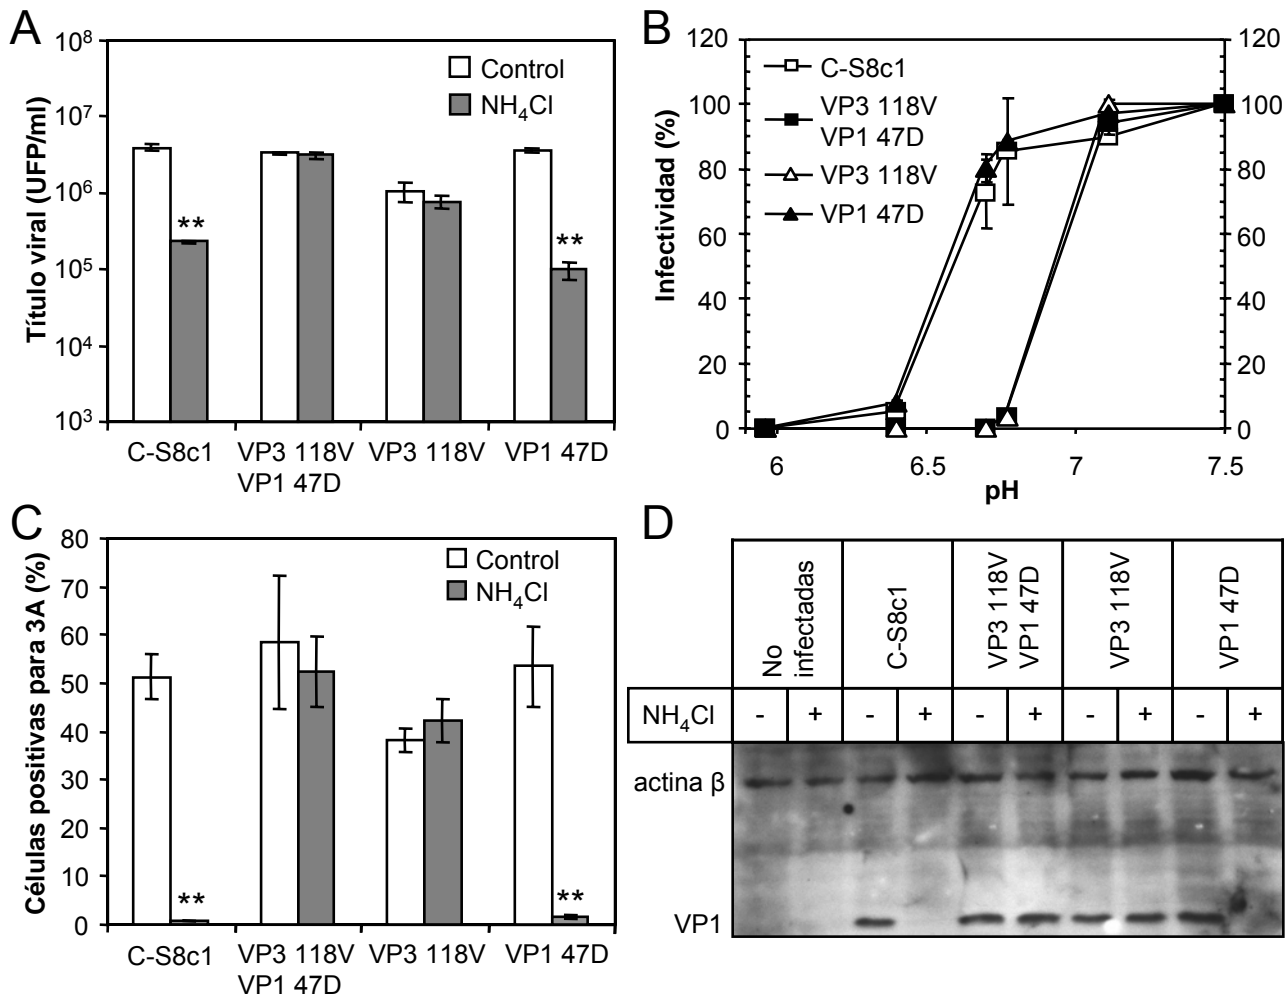 A
Título viral (UFP/ml)
10⁸
10⁷
10⁶
10⁵
10⁴
10³
Control
NH₄Cl
**
**
C-S8c1
VP3 118V
VP1 47D
VP3 118V
VP1 47D
B
Infectividad (%)
120
100
80
60
40
20
0
120
100
80
60
40
20
0
C-S8c1
VP3 118V
VP1 47D
VP3 118V
VP1 47D
6
6.5
7
7.5
pH
C
Células positivas para 3A (%)
80
70
60
50
40
30
20
10
0
Control
NH₄Cl
**
**
C-S8c1
VP3 118V
VP1 47D
VP3 118V
VP1 47D
D
No
infectadas
C-S8c1
VP3 118V
VP1 47D
VP3 118V
VP1 47D
NH₄Cl - + - + - + - + - +
actina β
VP1